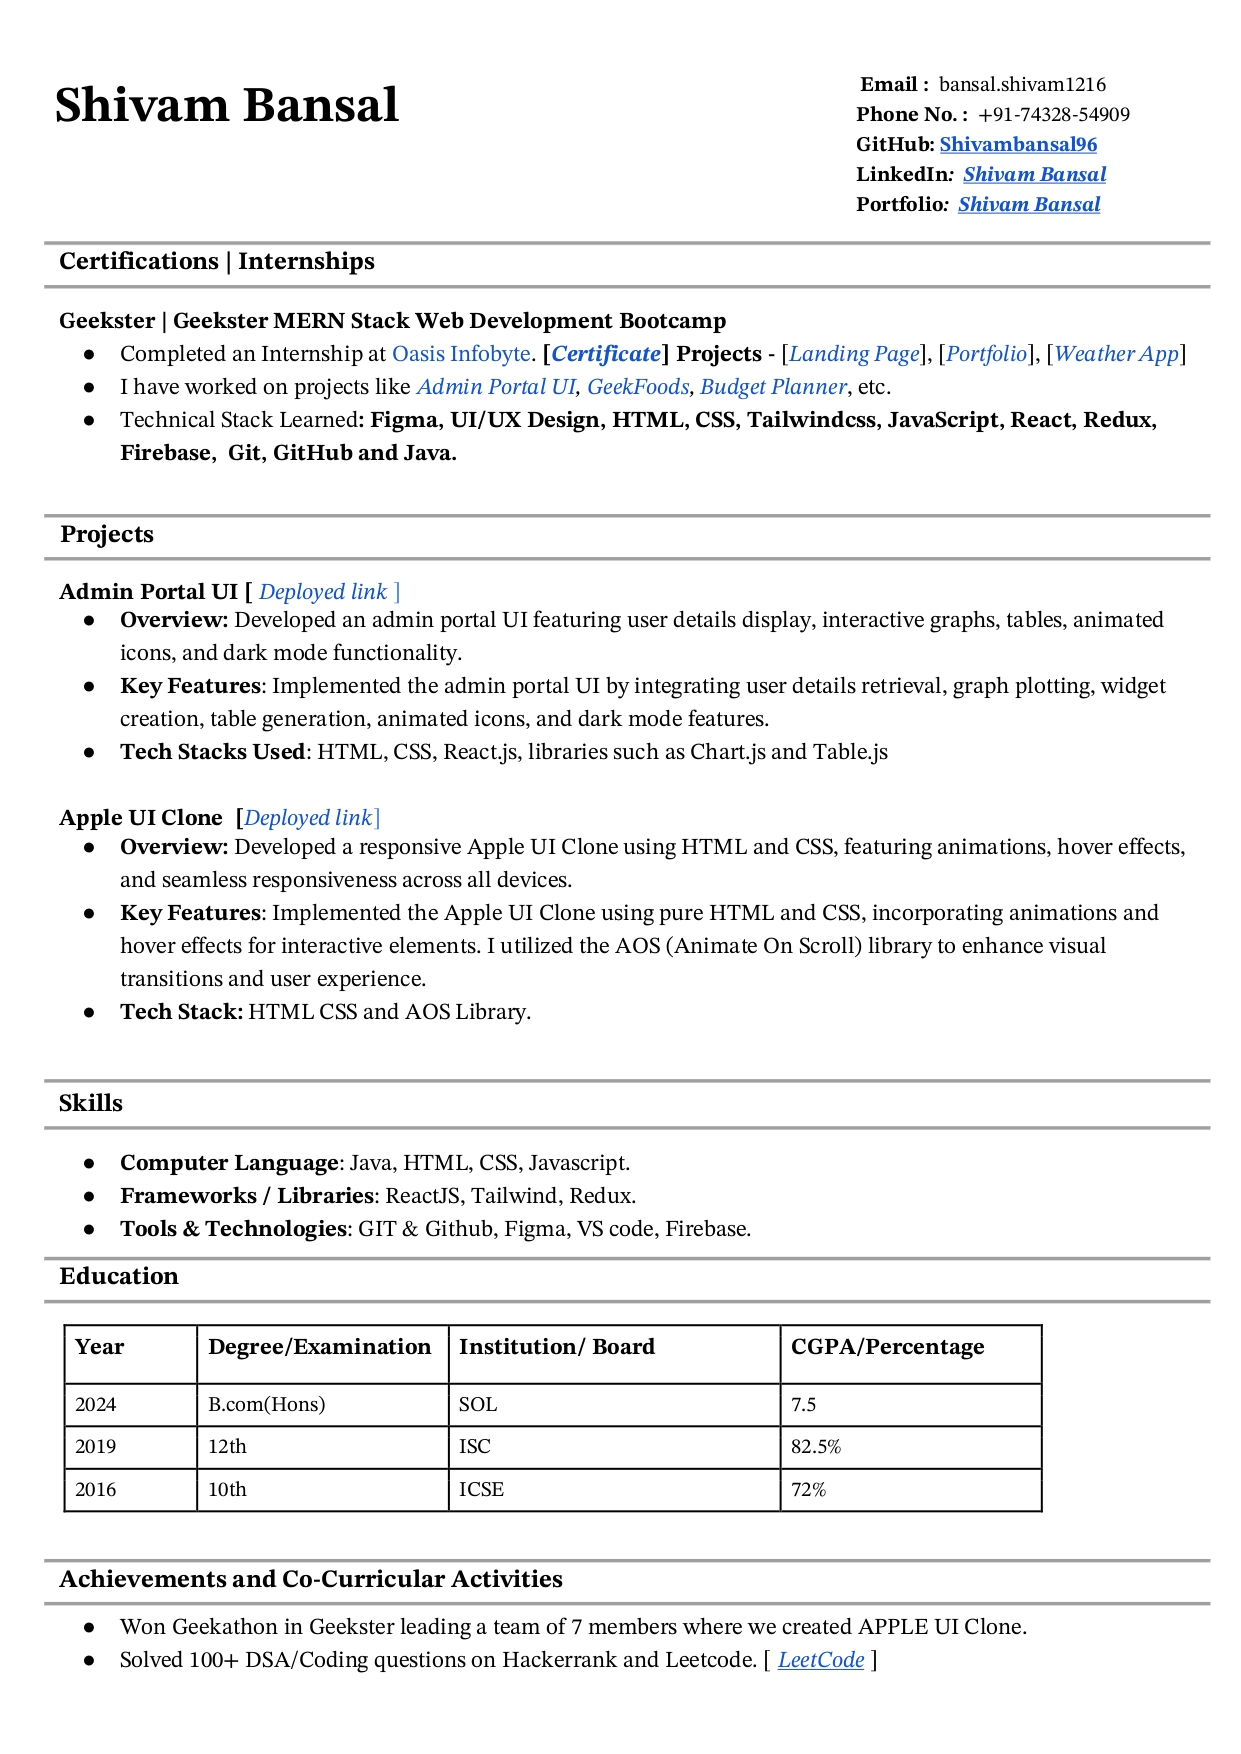 Shivam Bansal
Email : bansal.shivam1216
Phone No. : +91-74328-54909
GitHub: Shivambansal96
LinkedIn: Shivam Bansal
Portfolio: Shivam Bansal
Certifications | Internships
Geekster | Geekster MERN Stack Web Development Bootcamp
● Completed an Internship at Oasis Infobyte. [Certificate] Projects - [Landing Page], [Portfolio], [Weather App]
● I have worked on projects like Admin Portal UI, GeekFoods, Budget Planner, etc.
● Technical Stack Learned: Figma, UI/UX Design, HTML, CSS, Tailwindcss, JavaScript, React, Redux,
Firebase, Git, GitHub and Java.
Projects
Admin Portal UI [ Deployed link ]
● Overview: Developed an admin portal UI featuring user details display, interactive graphs, tables, animated
icons, and dark mode functionality.
● Key Features: Implemented the admin portal UI by integrating user details retrieval, graph plotting, widget
creation, table generation, animated icons, and dark mode features.
● Tech Stacks Used: HTML, CSS, React.js, libraries such as Chart.js and Table.js
Apple UI Clone [Deployed link]
● Overview: Developed a responsive Apple UI Clone using HTML and CSS, featuring animations, hover effects,
and seamless responsiveness across all devices.
● Key Features: Implemented the Apple UI Clone using pure HTML and CSS, incorporating animations and
hover effects for interactive elements. I utilized the AOS (Animate On Scroll) library to enhance visual
transitions and user experience.
● Tech Stack: HTML CSS and AOS Library.
Skills
● Computer Language: Java, HTML, CSS, Javascript.
● Frameworks / Libraries: ReactJS, Tailwind, Redux.
● Tools & Technologies: GIT & Github, Figma, VS code, Firebase.
Education
Year Degree/Examination Institution/ Board CGPA/Percentage
2024 B.com(Hons) SOL 7.5
2019 12th ISC 82.5%
2016 10th ICSE 72%
Achievements and Co-Curricular Activities
● Won Geekathon in Geekster leading a team of 7 members where we created APPLE UI Clone.
● Solved 100+ DSA/Coding questions on Hackerrank and Leetcode. [ LeetCode ]